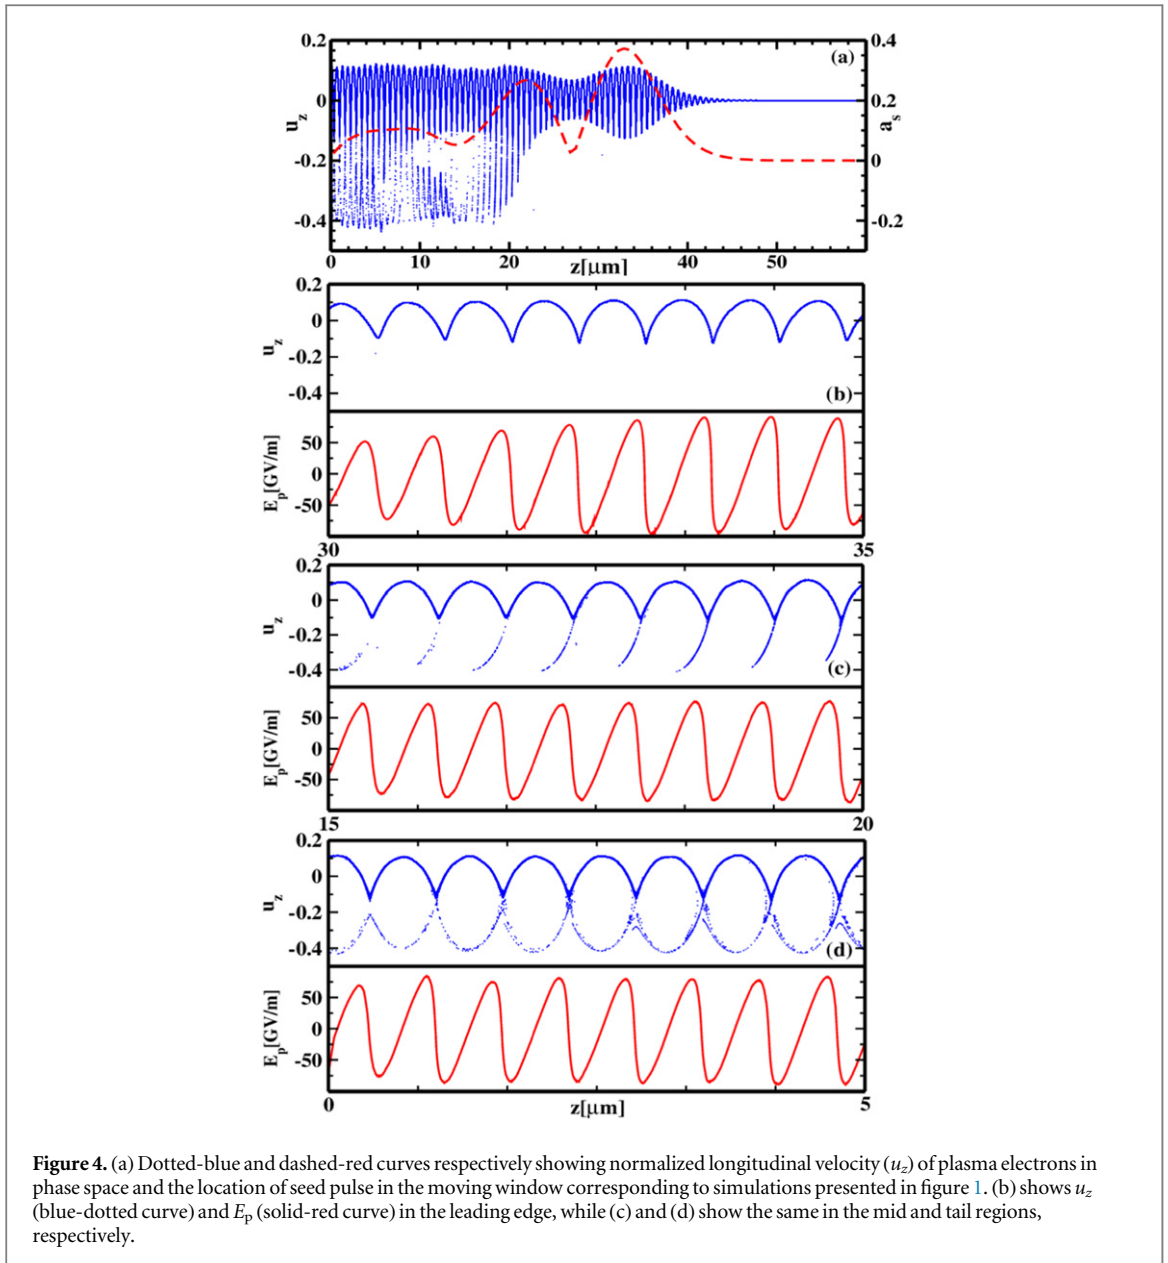 0.2
0.4
(a)
0
0.2
u_z
a_s
-0.2
0
-0.4
-0.2
0
10
20
z[μm]
40
50
0.2
0
u_z
-0.2
-0.4
(b)
50
E_p[GV/m]
0
-50
30
35
0.2
0
u_z
-0.2
-0.4
(c)
50
E_p[GV/m]
0
-50
15
20
0.2
0
u_z
-0.2
-0.4
(d)
50
E_p[GV/m]
0
-50
0
z[μm]
5
Figure 4. (a) Dotted-blue and dashed-red curves respectively showing normalized longitudinal velocity (u_z) of plasma electrons in
phase space and the location of seed pulse in the moving window corresponding to simulations presented in figure 1. (b) shows u_z
(blue-dotted curve) and E_p (solid-red curve) in the leading edge, while (c) and (d) show the same in the mid and tail regions,
respectively.